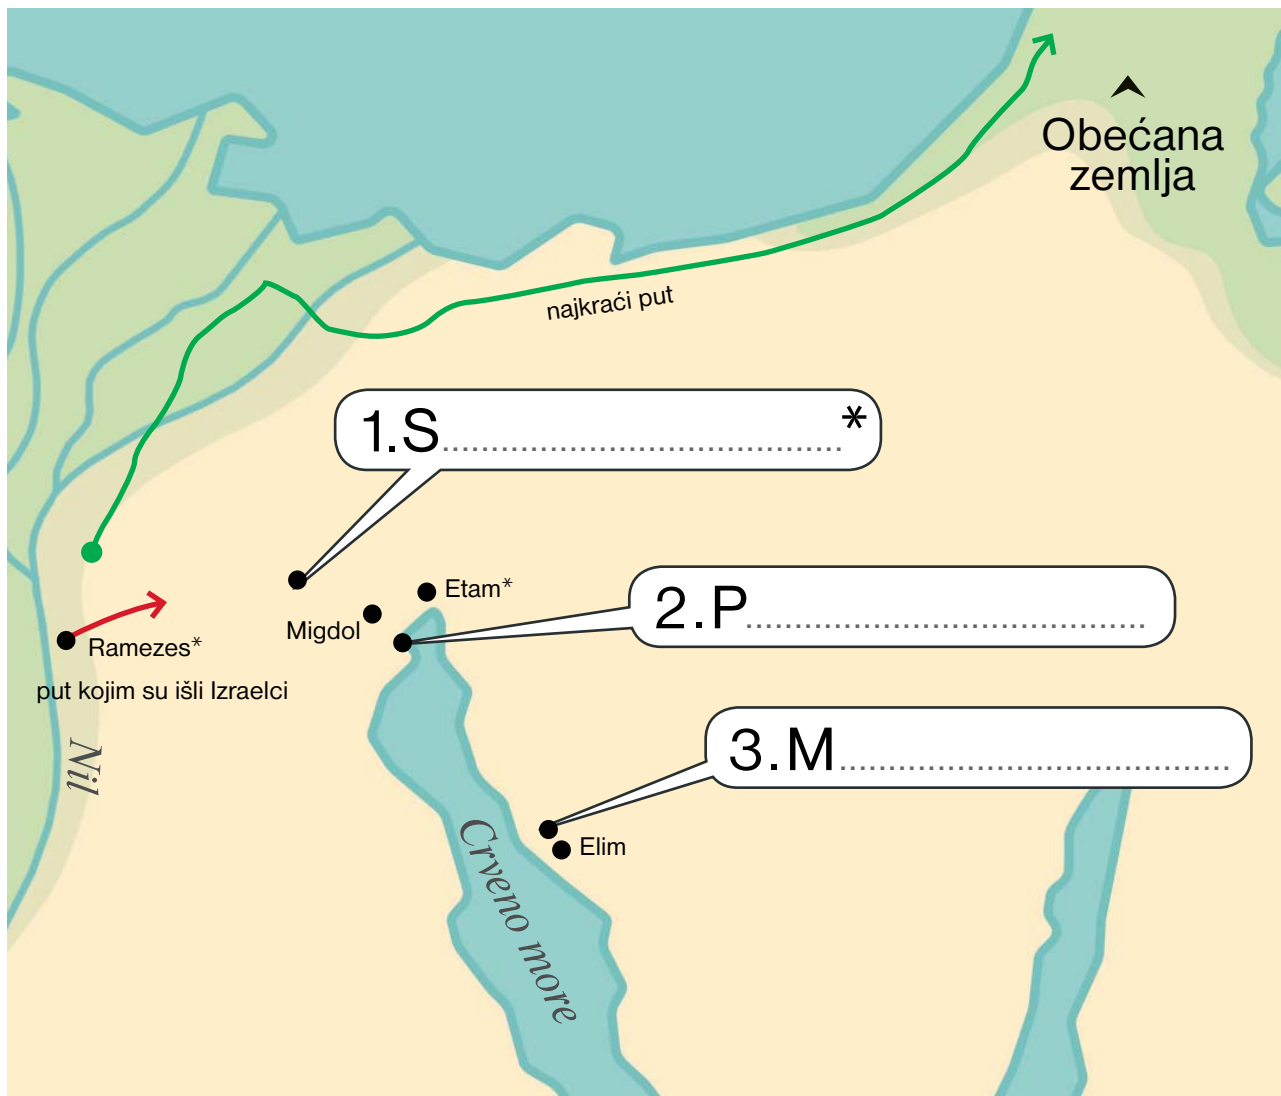 Obećana
zemlja
najkraći put
1.S........................................*
Etam*
2.P........................................
Migdol
Ramezes*
put kojim su išli Izraelci
Nil
3.M.......................................
Elim
Crveno more